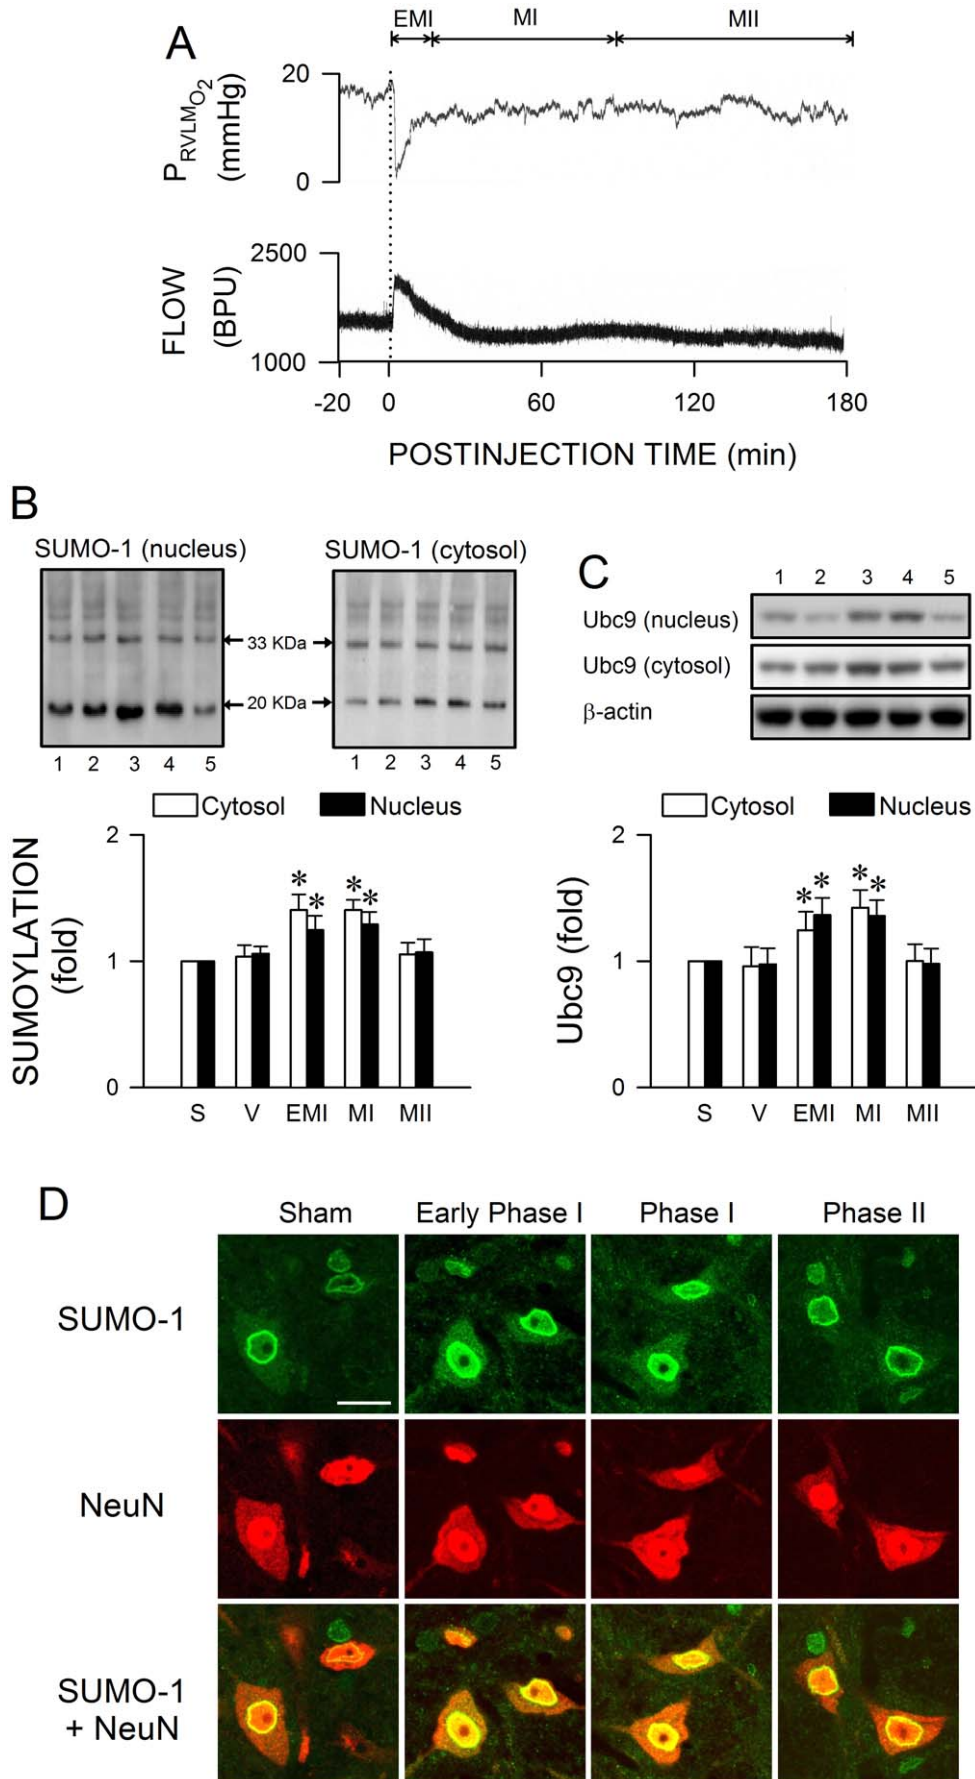 A
EMI MI MII
20
P_RVLM_O2
(mmHg)
0
2500
FLOW
(BPU)
1000
-20 0 60 120 180
POSTINJECTION TIME (min)
B
SUMO-1 (nucleus) SUMO-1 (cytosol)
33 KDa
20 KDa
1 2 3 4 5 1 2 3 4 5
C
1 2 3 4 5
Ubc9 (nucleus)
Ubc9 (cytosol)
β-actin
Cytosol Nucleus
SUMOYLATION
(fold)
2
* * * *
1
0
S V EMI MI MII
Cytosol Nucleus
Ubc9 (fold)
2
* * * *
1
0
S V EMI MI MII
D
Sham Early Phase I Phase I Phase II
SUMO-1
NeuN
SUMO-1
+ NeuN